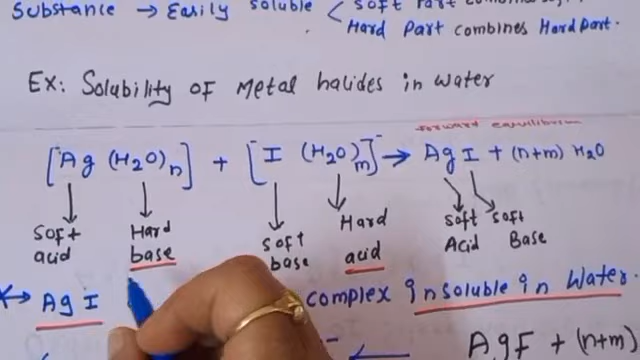 Substance → Easily soluble < Soft Part
Hard Part combines Hard Part.
Ex: Solubility of Metal halides in water
forward equilibrium
[Ag (H2O)n] + [I (H2O)m]⁻ → AgI + (n+m) H2O
Soft acid Hard base Soft base Hard acid Soft Acid Soft Base
AgI complex insoluble in Water.
AgF + (n+m)